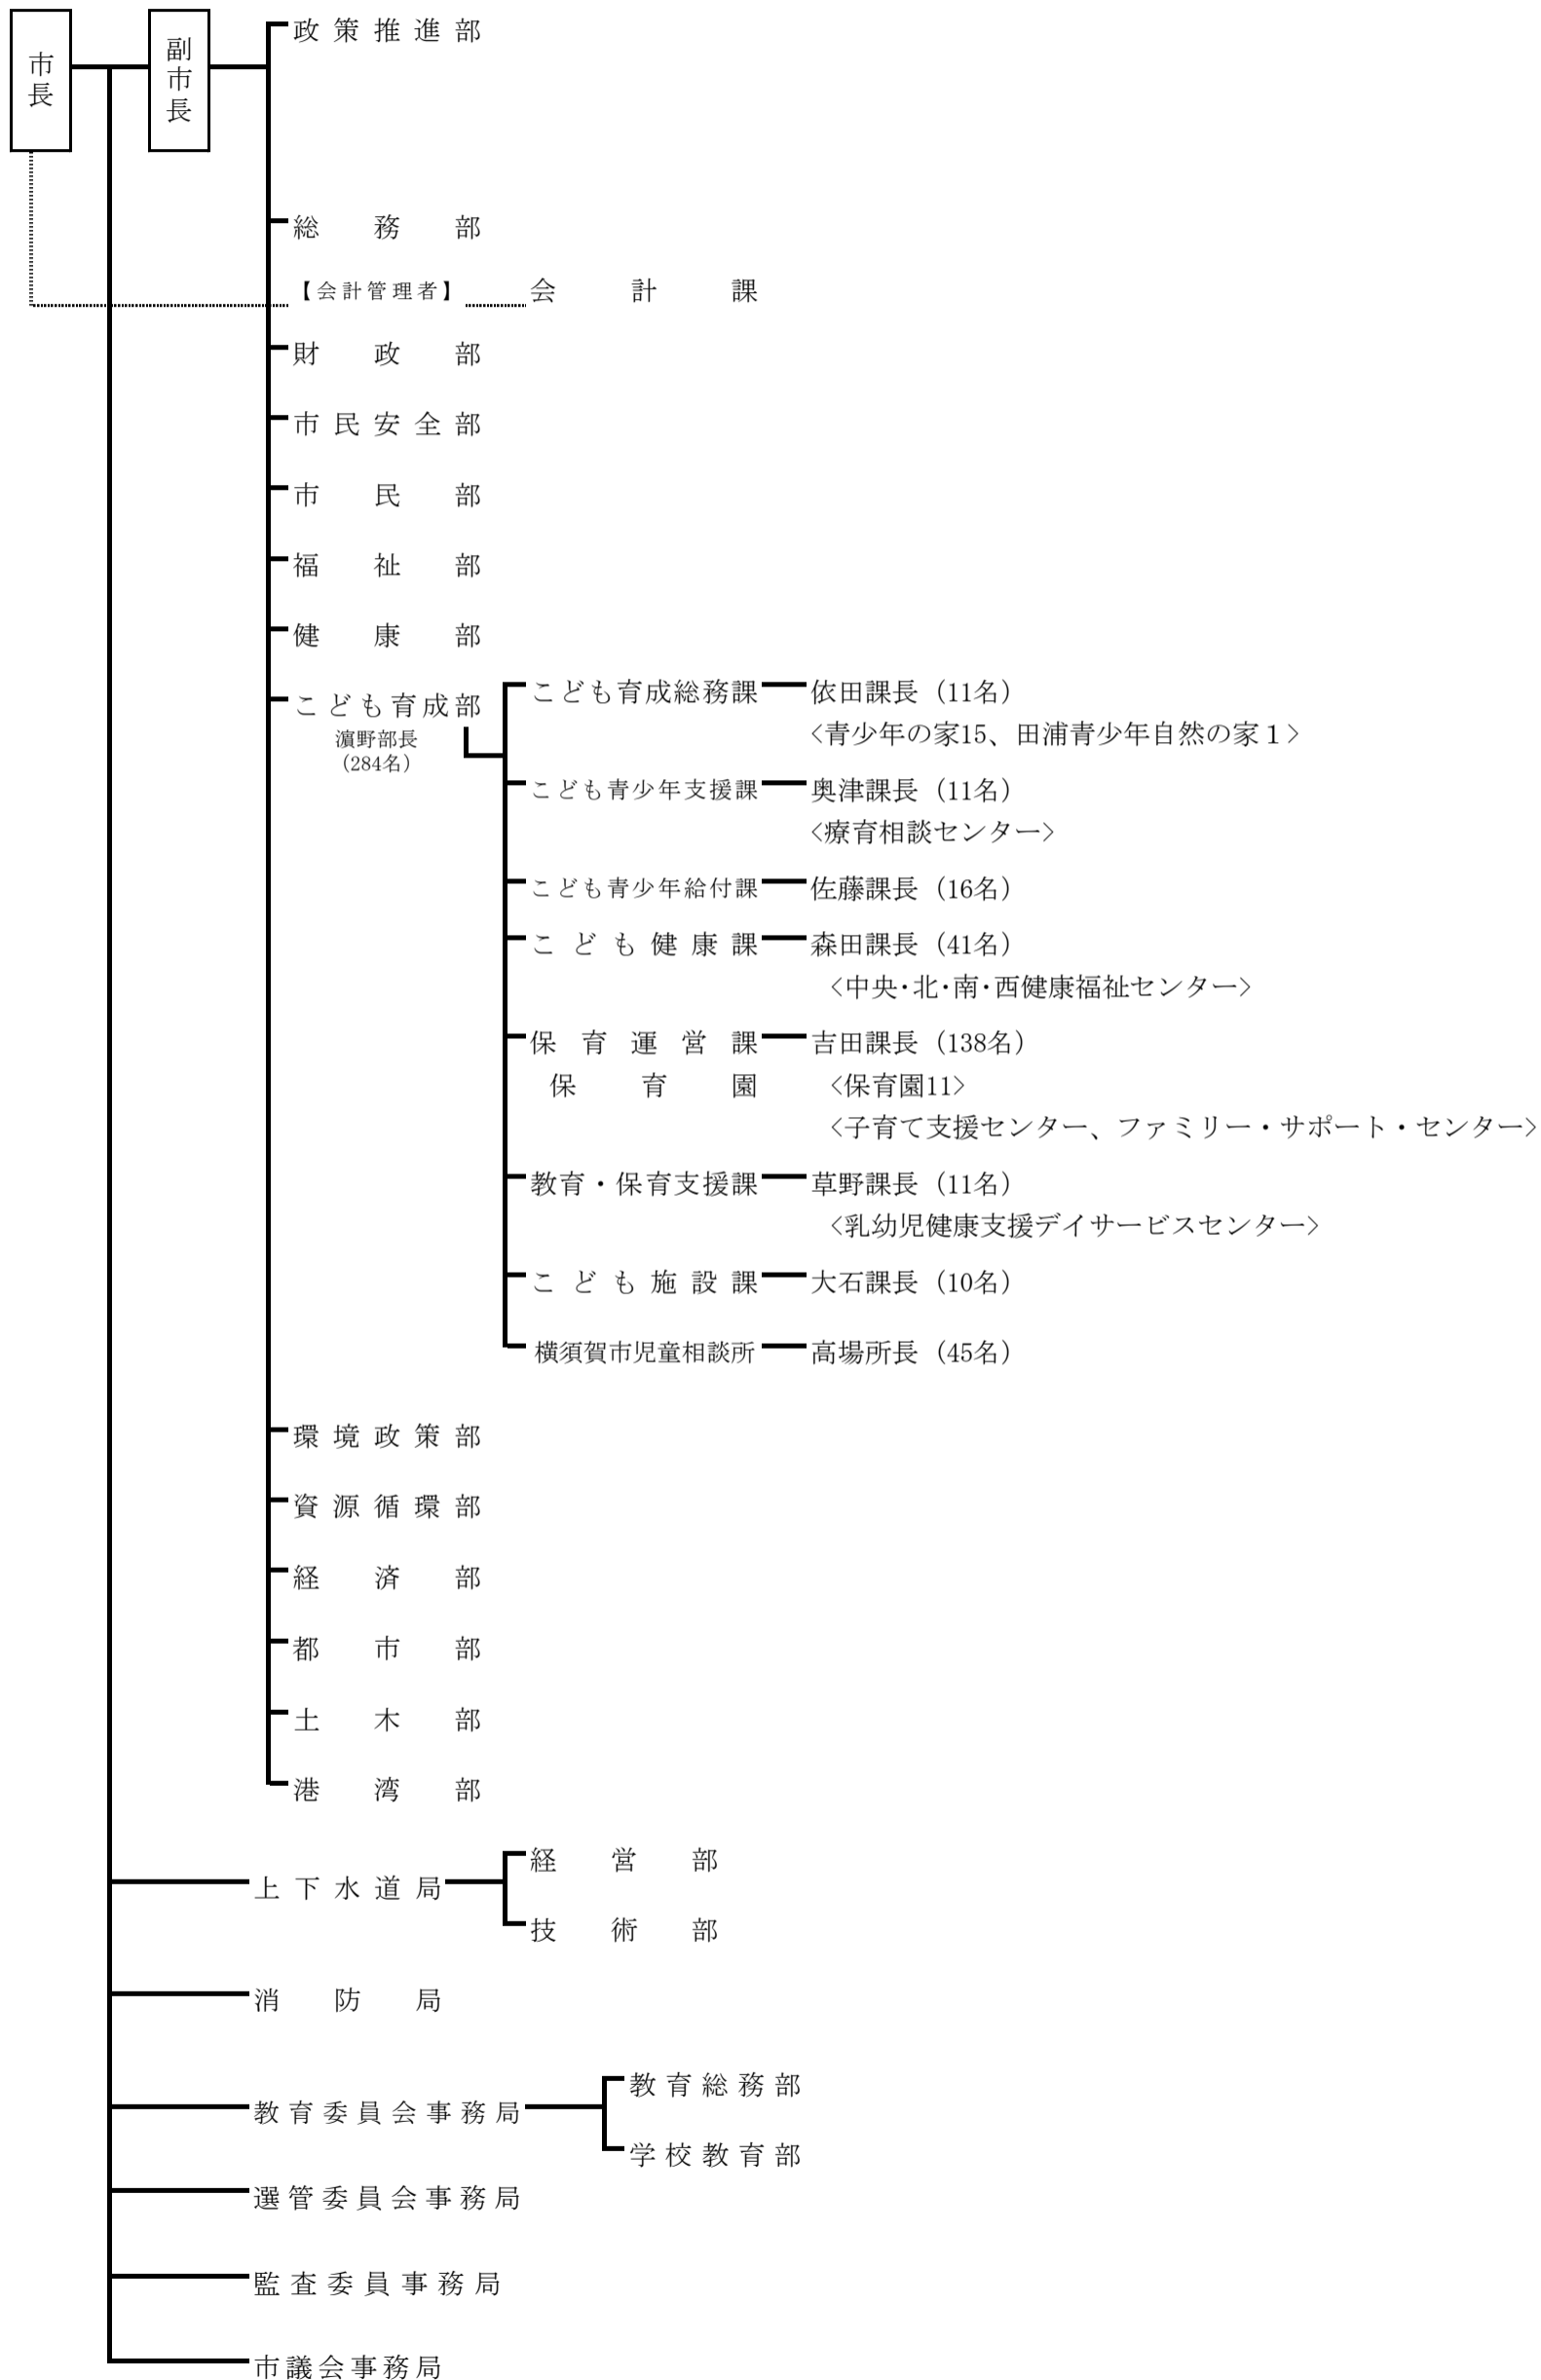 市長
副市長
政策推進部
総務部
【会計管理者】 会計課
財政部
市民安全部
市民部
福祉部
健康部
こども育成部
濵野部長
(284名)
こども育成総務課 依田課長(11名)
<青少年の家15、田浦青少年自然の家１>
こども青少年支援課 奥津課長(11名)
<療育相談センター>
こども青少年給付課 佐藤課長(16名)
こども健康課 森田課長(41名)
<中央・北・南・西健康福祉センター>
保育運営課 吉田課長(138名)
保育園 <保育園11>
<子育て支援センター、ファミリー・サポート・センター>
教育・保育支援課 草野課長(11名)
<乳幼児健康支援デイサービスセンター>
こども施設課 大石課長(10名)
横須賀市児童相談所 高場所長(45名)
環境政策部
資源循環部
経済部
都市部
土木部
港湾部
上下水道局
経営部
技術部
消防局
教育委員会事務局
教育総務部
学校教育部
選管委員会事務局
監査委員事務局
市議会事務局